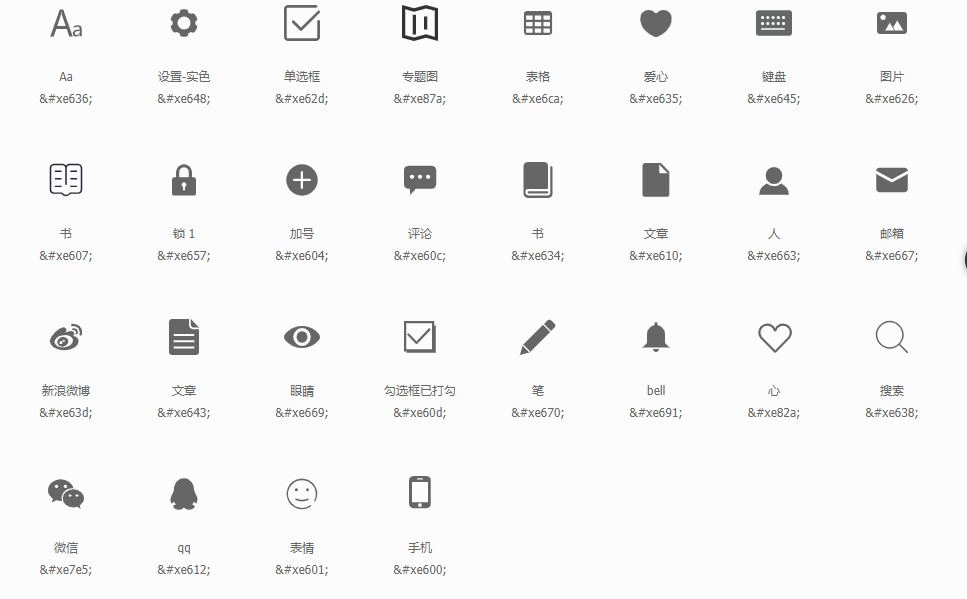 Aa
设置-实色
单选框
专题图
表格
爱心
键盘
图片
&#xe636;
&#xe648;
&#xe62d;
&#xe87a;
&#xe6ca;
&#xe635;
&#xe645;
&#xe626;
书
锁 1
加号
评论
书
文章
人
邮箱
&#xe607;
&#xe657;
&#xe604;
&#xe60c;
&#xe634;
&#xe610;
&#xe663;
&#xe667;
新浪微博
文章
眼睛
勾选框已打勾
笔
bell
心
搜索
&#xe63d;
&#xe643;
&#xe669;
&#xe60d;
&#xe670;
&#xe691;
&#xe82a;
&#xe638;
微信
qq
表情
手机
&#xe7e5;
&#xe612;
&#xe601;
&#xe600;